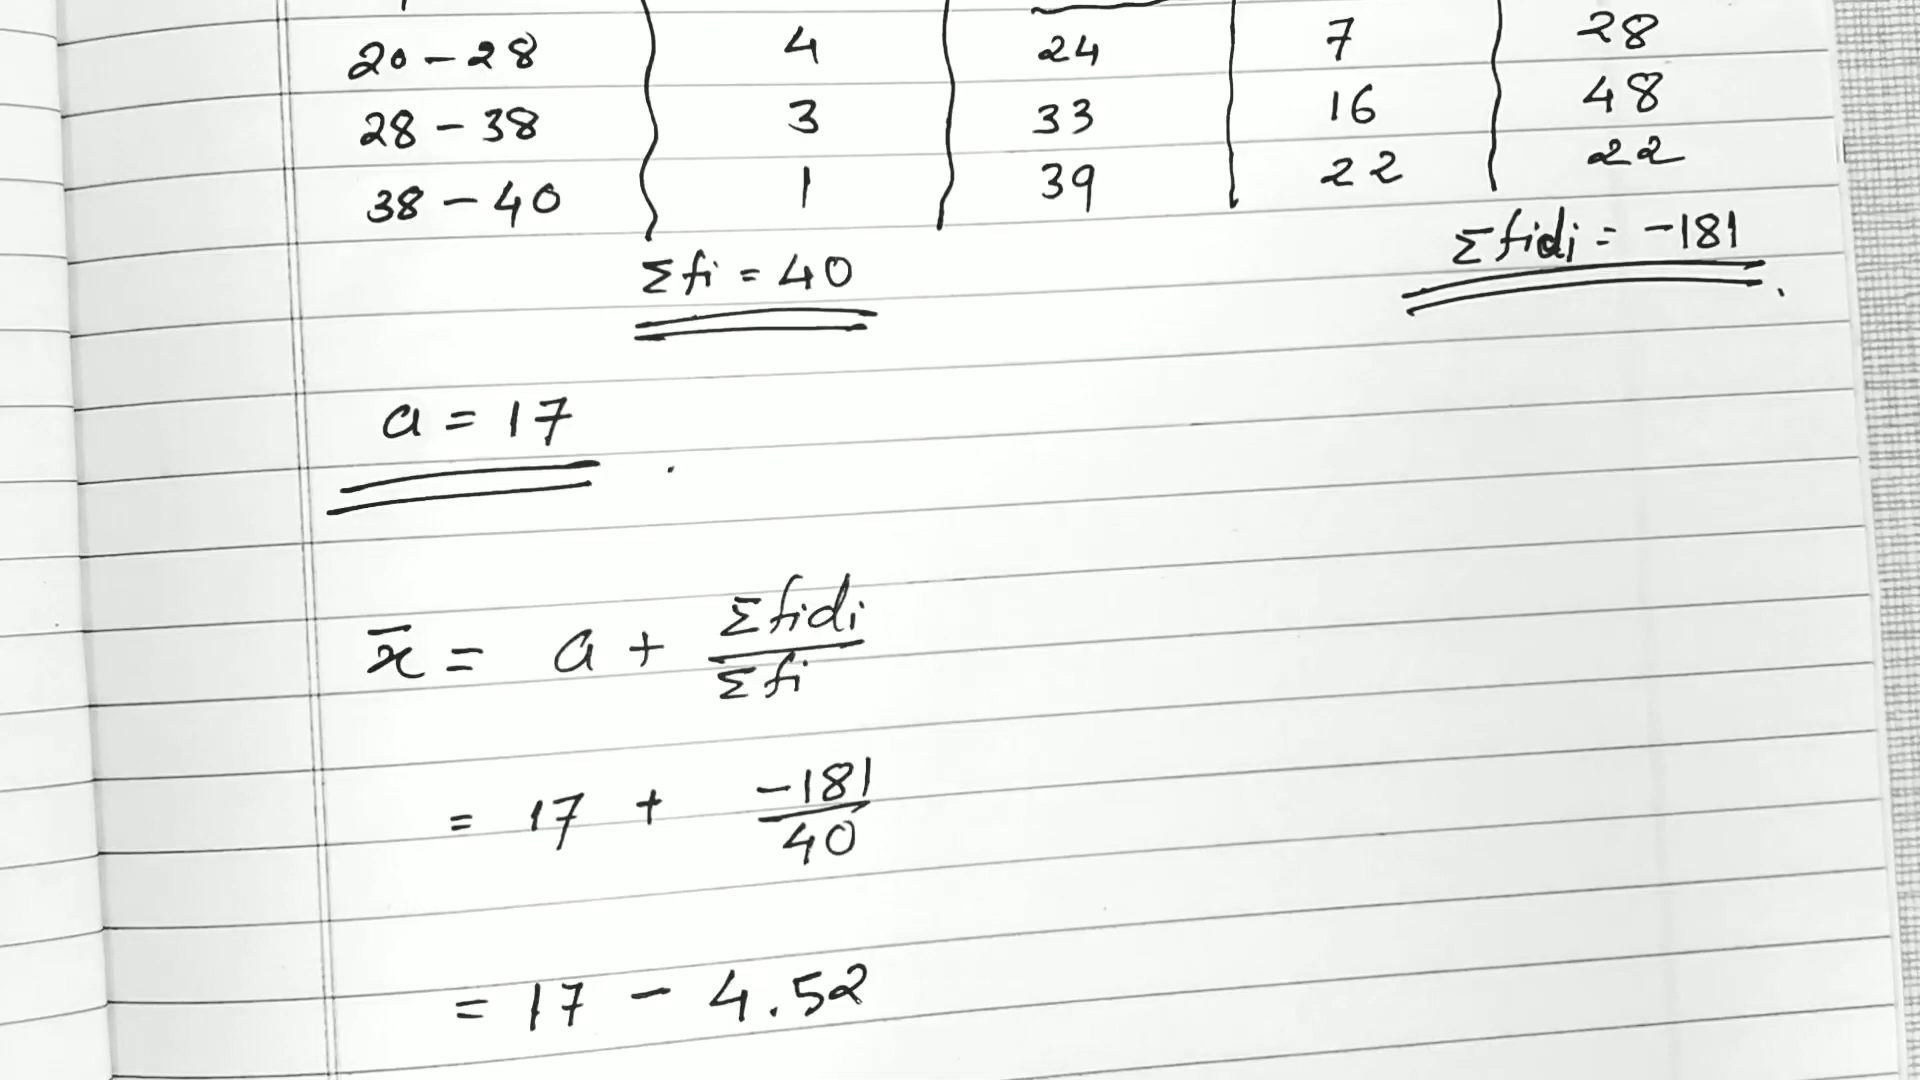 20 - 28 4 24 7 28
28 - 38 3 33 16 48
38 - 40 1 39 22 22
Σfi = 40 Σfidi = -181
a = 17
x̄ = a + Σfidi / Σfi
= 17 + -181 / 40
= 17 - 4.52